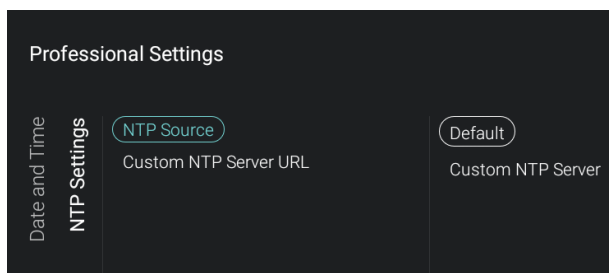 Professional Settings
Date and Time
NTP Settings
NTP Source
Custom NTP Server URL
Default
Custom NTP Server